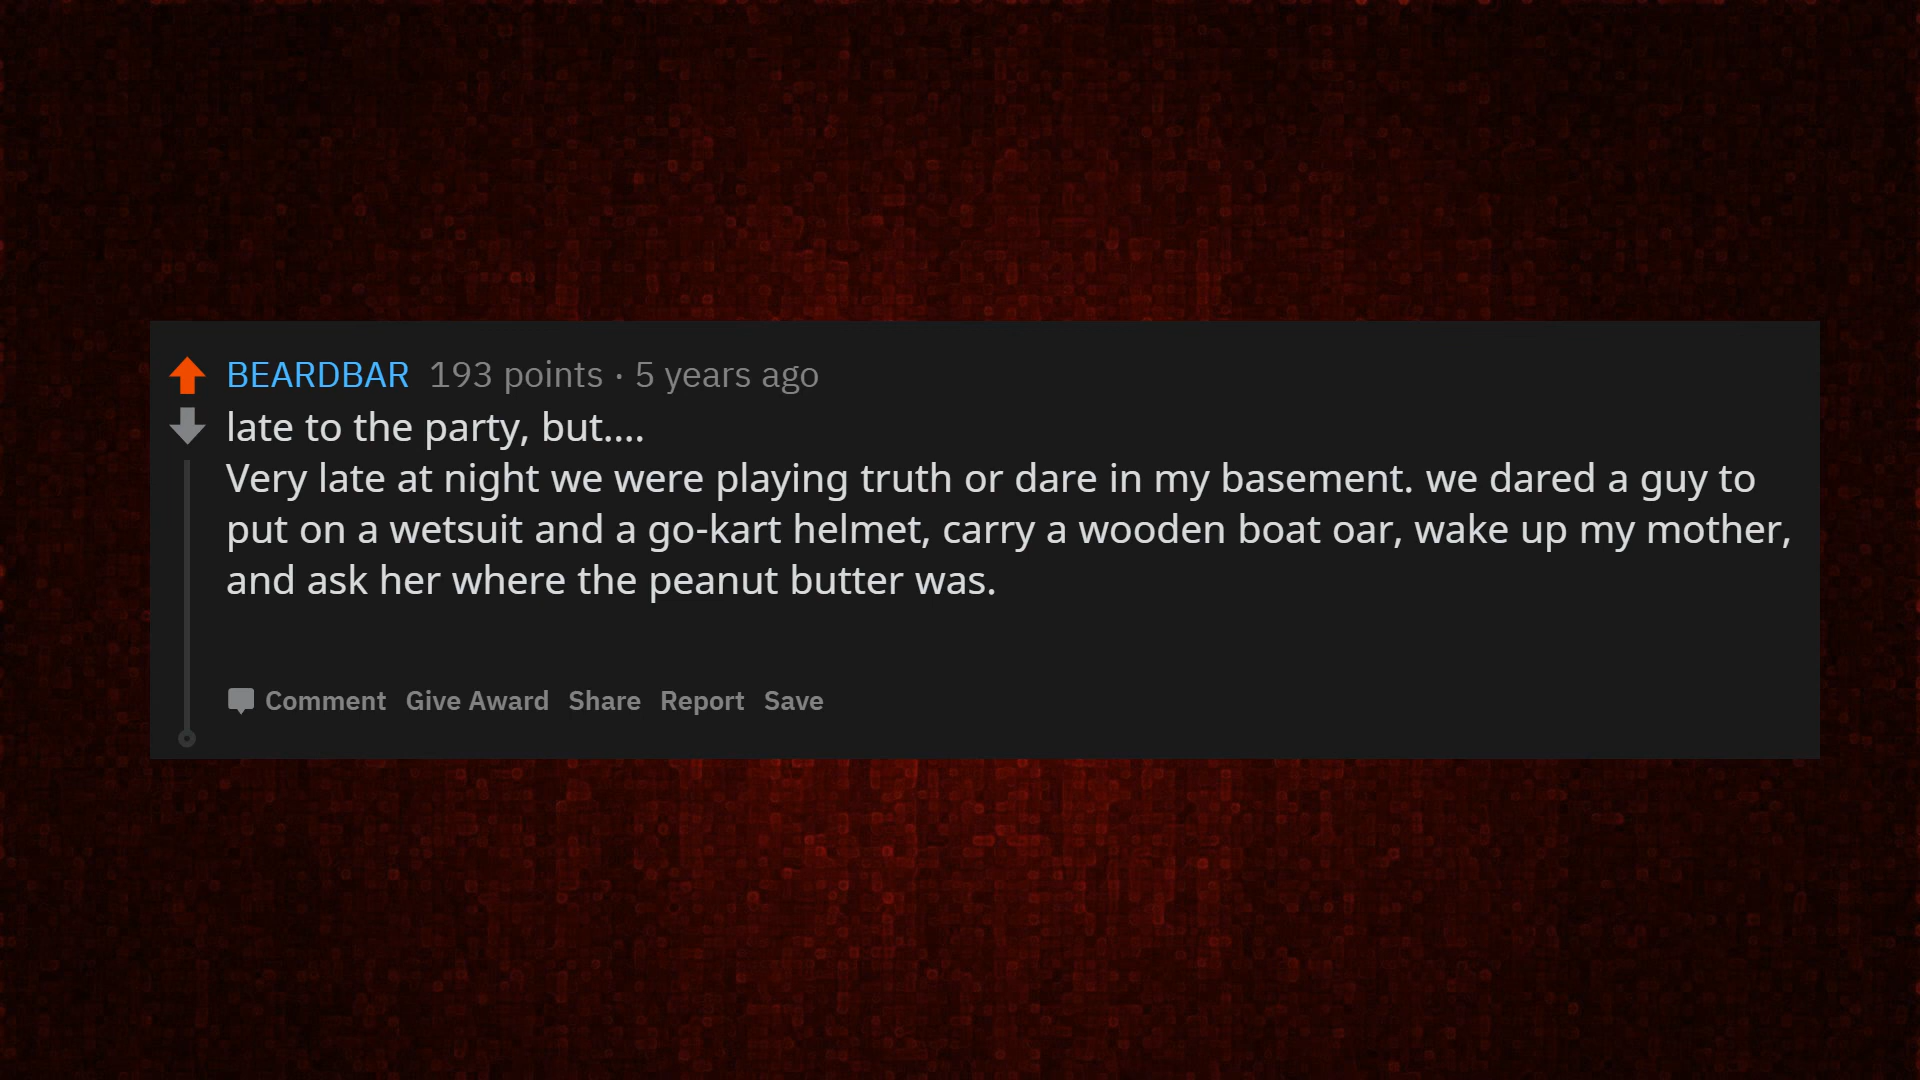 BEARDBAR 193 points · 5 years ago
late to the party, but....
Very late at night we were playing truth or dare in my basement. we dared a guy to
put on a wetsuit and a go-kart helmet, carry a wooden boat oar, wake up my mother,
and ask her where the peanut butter was.
Comment Give Award Share Report Save